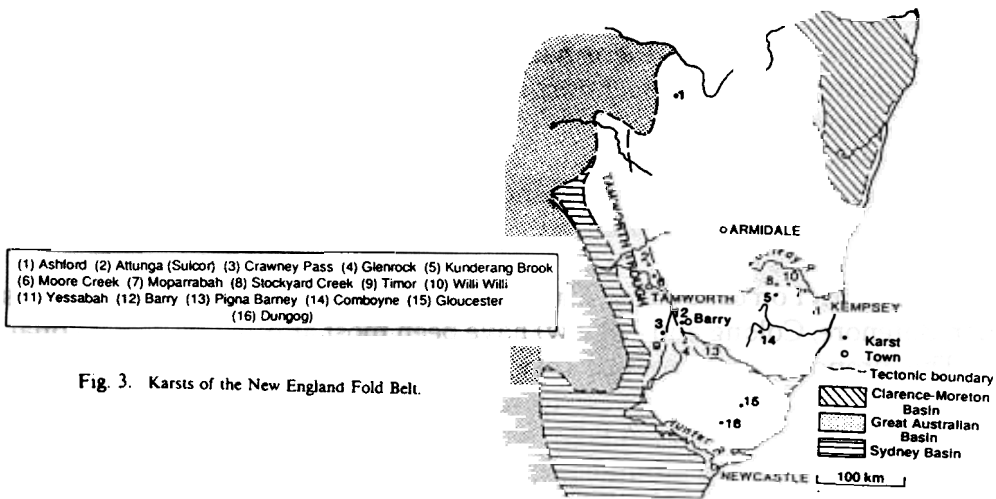 (1) Ashford (2) Attunga (Sulcor) (3) Crawney Pass (4) Glenrock (5) Kunderang Brook
(6) Moore Creek (7) Moparrabah (8) Stockyard Creek (9) Timor (10) Willi Willi
(11) Yessabah (12) Barry (13) Pigna Barney (14) Comboyne (15) Gloucester
(16) Dungog)
Fig. 3. Karsts of the New England Fold Belt.
1
TAMWORTH
ARMIDALE
8
10
5
KEMPSEY
TAMWORTH
12
Barry
3
9
4
13
14
15
16
NEWCASTLE
Karst
Town
Tectonic boundary
Clarence-Moreton
Basin
Great Australian
Basin
Sydney Basin
100 km